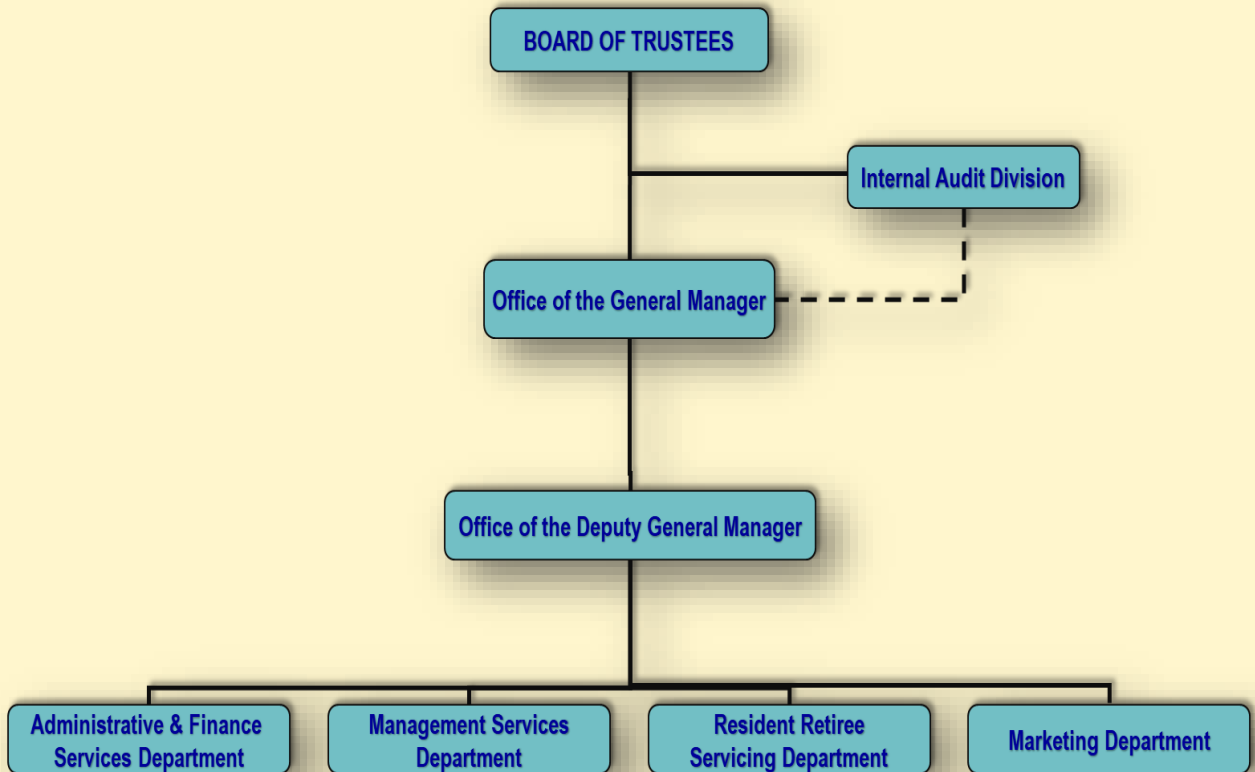 BOARD OF TRUSTEES
Internal Audit Division
Office of the General Manager
Office of the Deputy General Manager
Administrative & Finance
Services Department
Management Services
Department
Resident Retiree
Servicing Department
Marketing Department